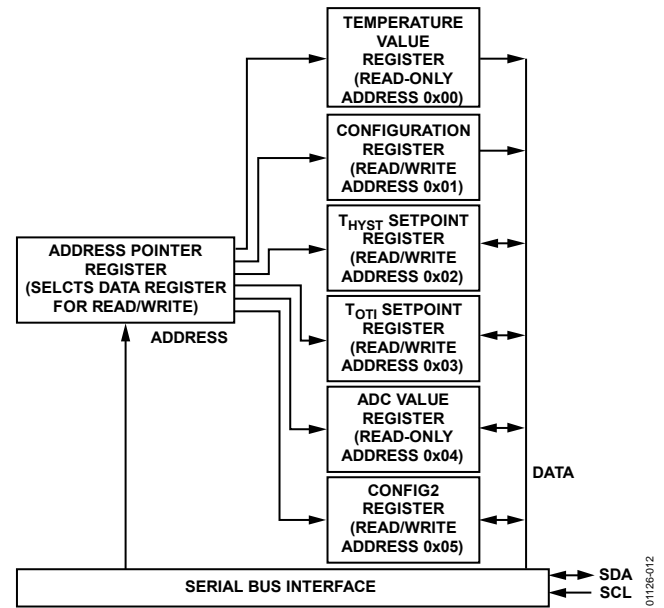 TEMPERATURE
VALUE
REGISTER
(READ-ONLY
ADDRESS 0x00)
CONFIGURATION
REGISTER
(READ/WRITE
ADDRESS 0x01)
THYST SETPOINT
REGISTER
(READ/WRITE
ADDRESS 0x02)
ADDRESS POINTER
REGISTER
(SELCTS DATA REGISTER
FOR READ/WRITE)
ADDRESS
TOTI SETPOINT
REGISTER
(READ/WRITE
ADDRESS 0x03)
ADC VALUE
REGISTER
(READ-ONLY
ADDRESS 0x04)
DATA
CONFIG2
REGISTER
(READ/WRITE
ADDRESS 0x05)
SERIAL BUS INTERFACE
SDA
SCL
01126-012